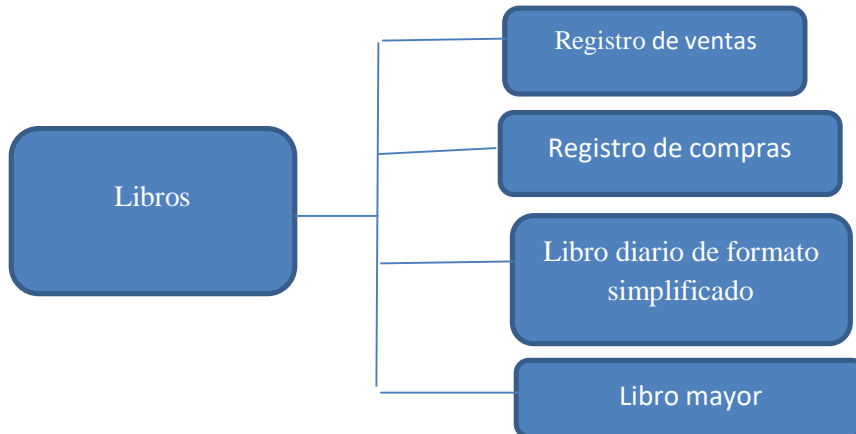 Libros
Registro de ventas
Registro de compras
Libro diario de formato
simplificado
Libro mayor